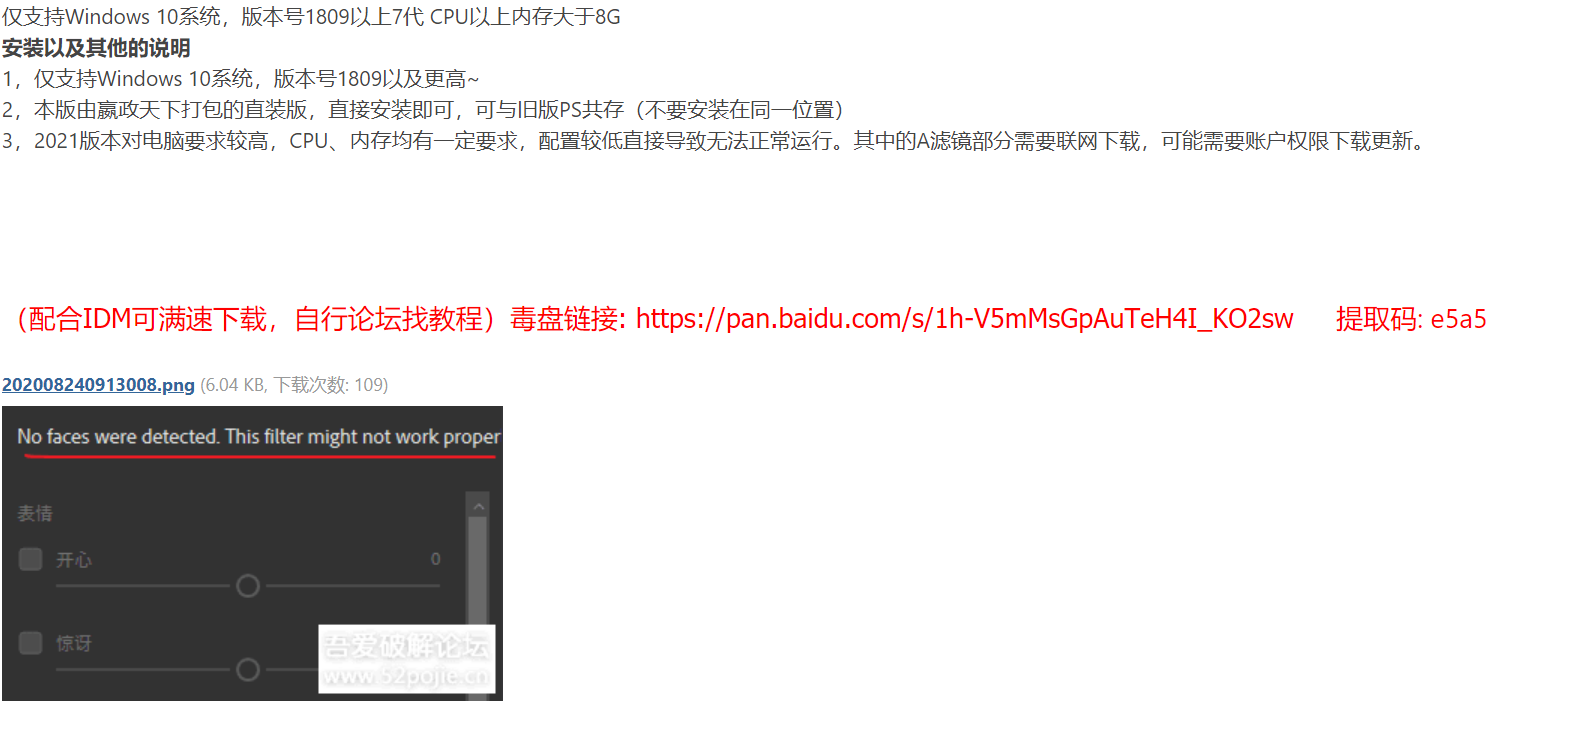 仅支持Windows 10系统，版本号1809以上7代 CPU以上内存大于8G
安装以及其他的说明
1，仅支持Windows 10系统，版本号1809以及更高~
2，本版由嬴政天下打包的直装版，直接安装即可，可与旧版PS共存（不要安装在同一位置）
3，2021版本对电脑要求较高，CPU、内存均有一定要求，配置较低直接导致无法正常运行。其中的A滤镜部分需要联网下载，可能需要账户权限下载更新。
（配合IDM可满速下载，自行论坛找教程）毒盘链接: https://pan.baidu.com/s/1h-V5mMsGpAuTeH4I_KO2sw 提取码: e5a5
202008240913008.png (6.04 KB, 下载次数: 109)
No faces were detected. This filter might not work proper
表情
开心 0
惊讶
吾爱破解论坛
www.52pojie.cn